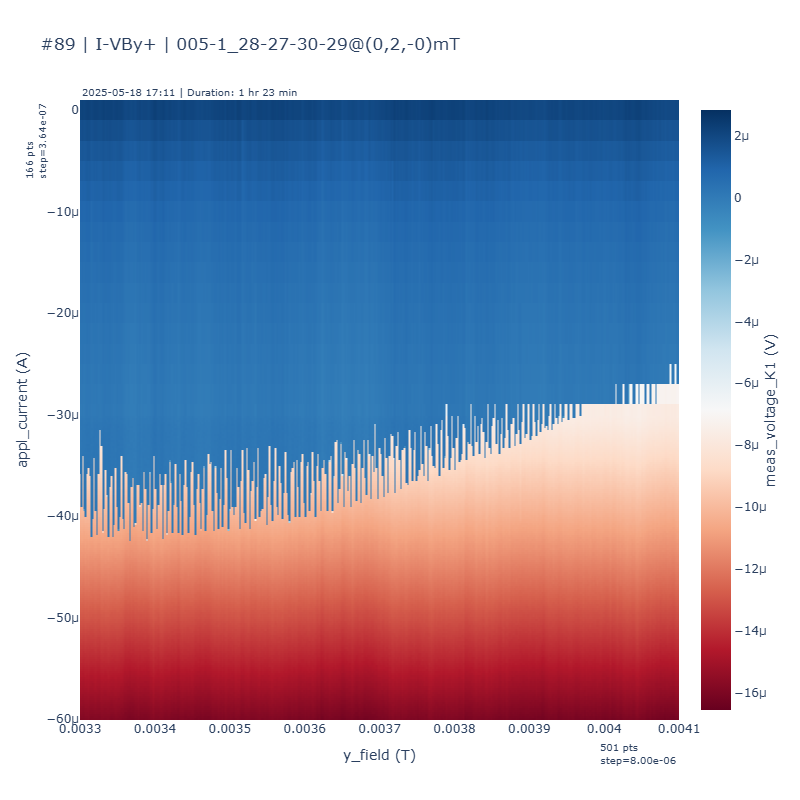 #89 | I-VBy+ | 005-1_28-27-30-29@(0,2,-0)mT
2025-05-18 17:11 | Duration: 1 hr 23 min
166 pts
step=3.64e-07
appl_current (A)
0
−10μ
−20μ
−30μ
−40μ
−50μ
−60μ
0.0033
0.0034
0.0035
0.0036
0.0037
0.0038
0.0039
0.004
0.0041
y_field (T)
501 pts
step=8.00e-06
2μ
0
−2μ
−4μ
−6μ
−8μ
−10μ
−12μ
−14μ
−16μ
meas_voltage_K1 (V)